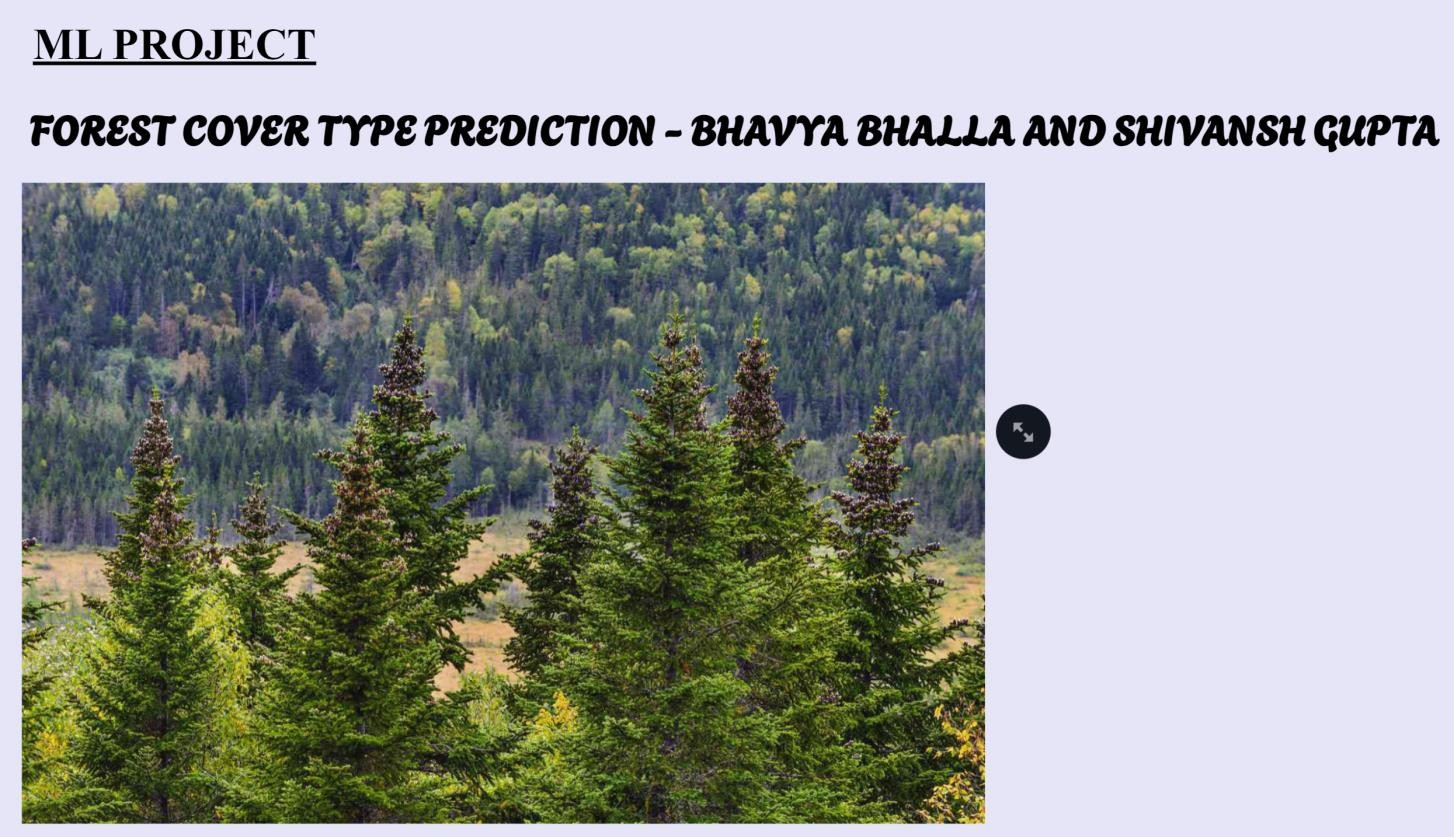 ML PROJECT
FOREST COVER TYPE PREDICTION - BHAVYA BHALLA AND SHIVANSH GUPTA